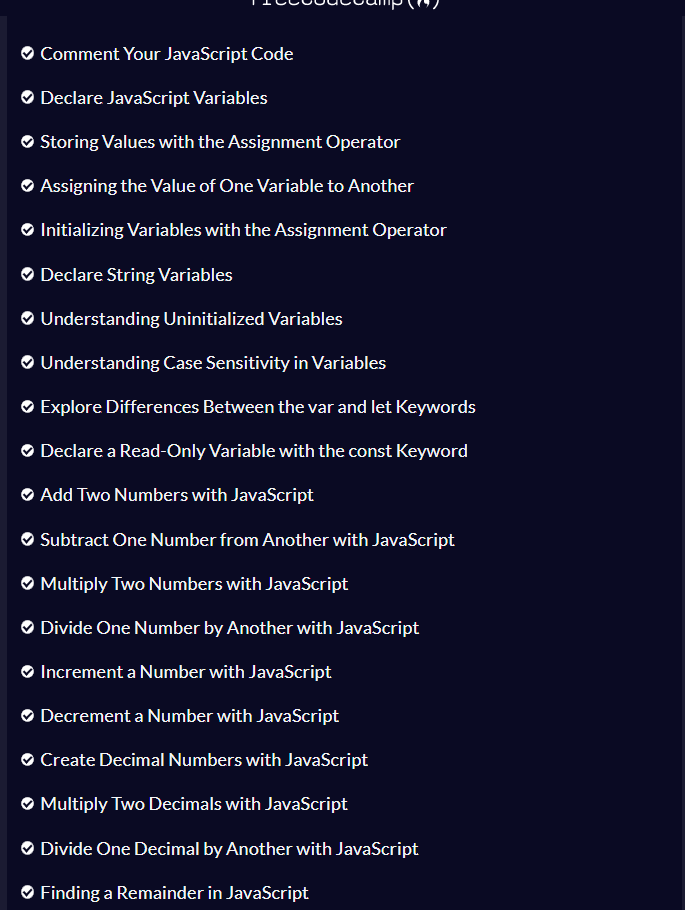 freeCodeCamp
Comment Your JavaScript Code
Declare JavaScript Variables
Storing Values with the Assignment Operator
Assigning the Value of One Variable to Another
Initializing Variables with the Assignment Operator
Declare String Variables
Understanding Uninitialized Variables
Understanding Case Sensitivity in Variables
Explore Differences Between the var and let Keywords
Declare a Read-Only Variable with the const Keyword
Add Two Numbers with JavaScript
Subtract One Number from Another with JavaScript
Multiply Two Numbers with JavaScript
Divide One Number by Another with JavaScript
Increment a Number with JavaScript
Decrement a Number with JavaScript
Create Decimal Numbers with JavaScript
Multiply Two Decimals with JavaScript
Divide One Decimal by Another with JavaScript
Finding a Remainder in JavaScript